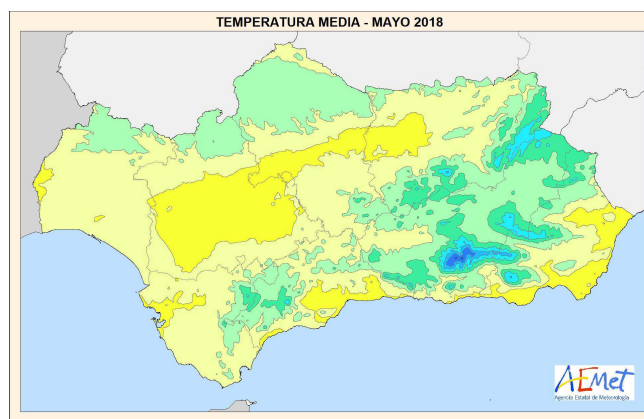 TEMPERATURA MEDIA - MAYO 2018
AEMet
Agencia Estatal de Meteorología